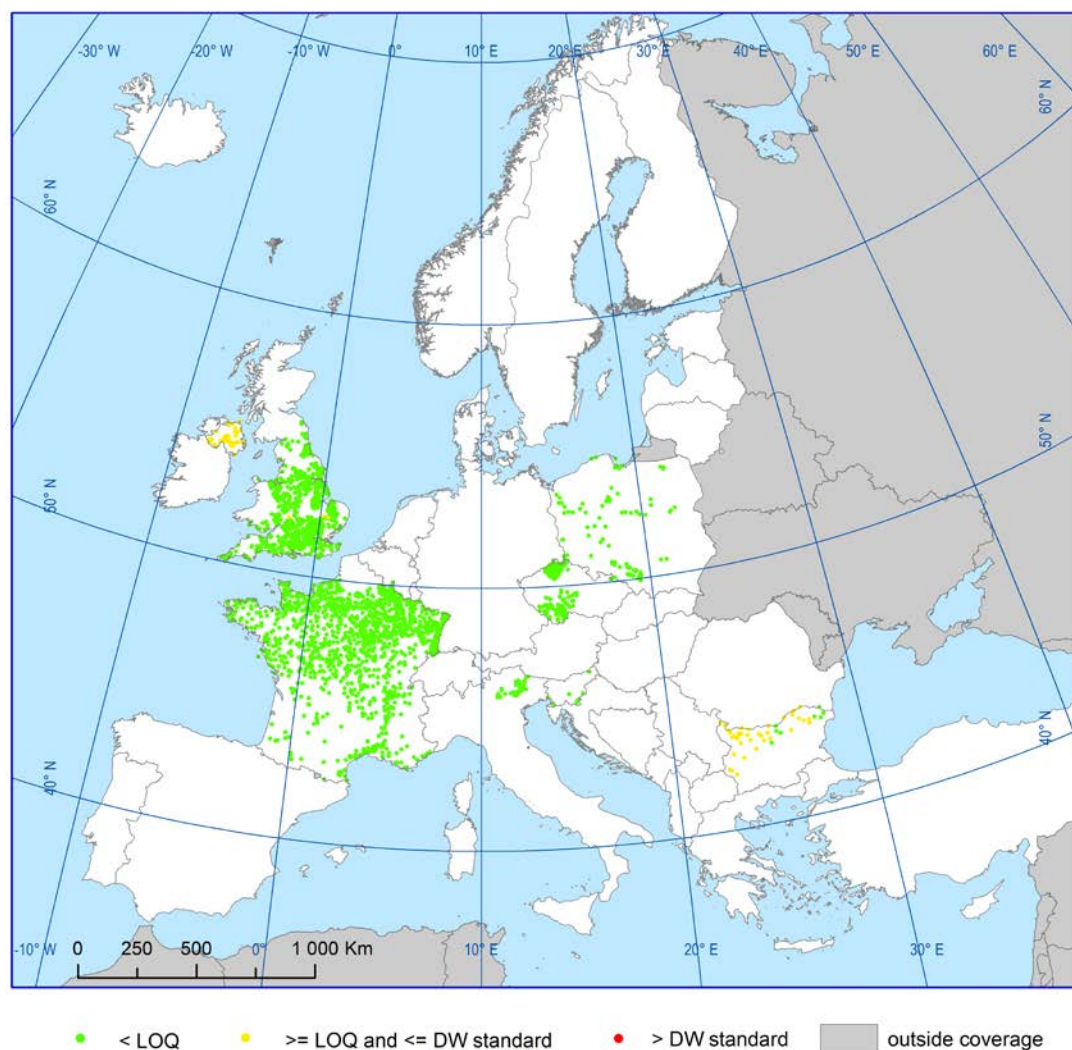 -30° W -20° W -10° W 0° 10° E 20° E 30° E 40° E 50° E 60° E
60° N
60° N
50° N
50° N
40° N
40° N
0 250 500 1 000 Km
-10° W 0° 10° E 20° E 30° E
< LOQ >= LOQ and <= DW standard > DW standard outside coverage